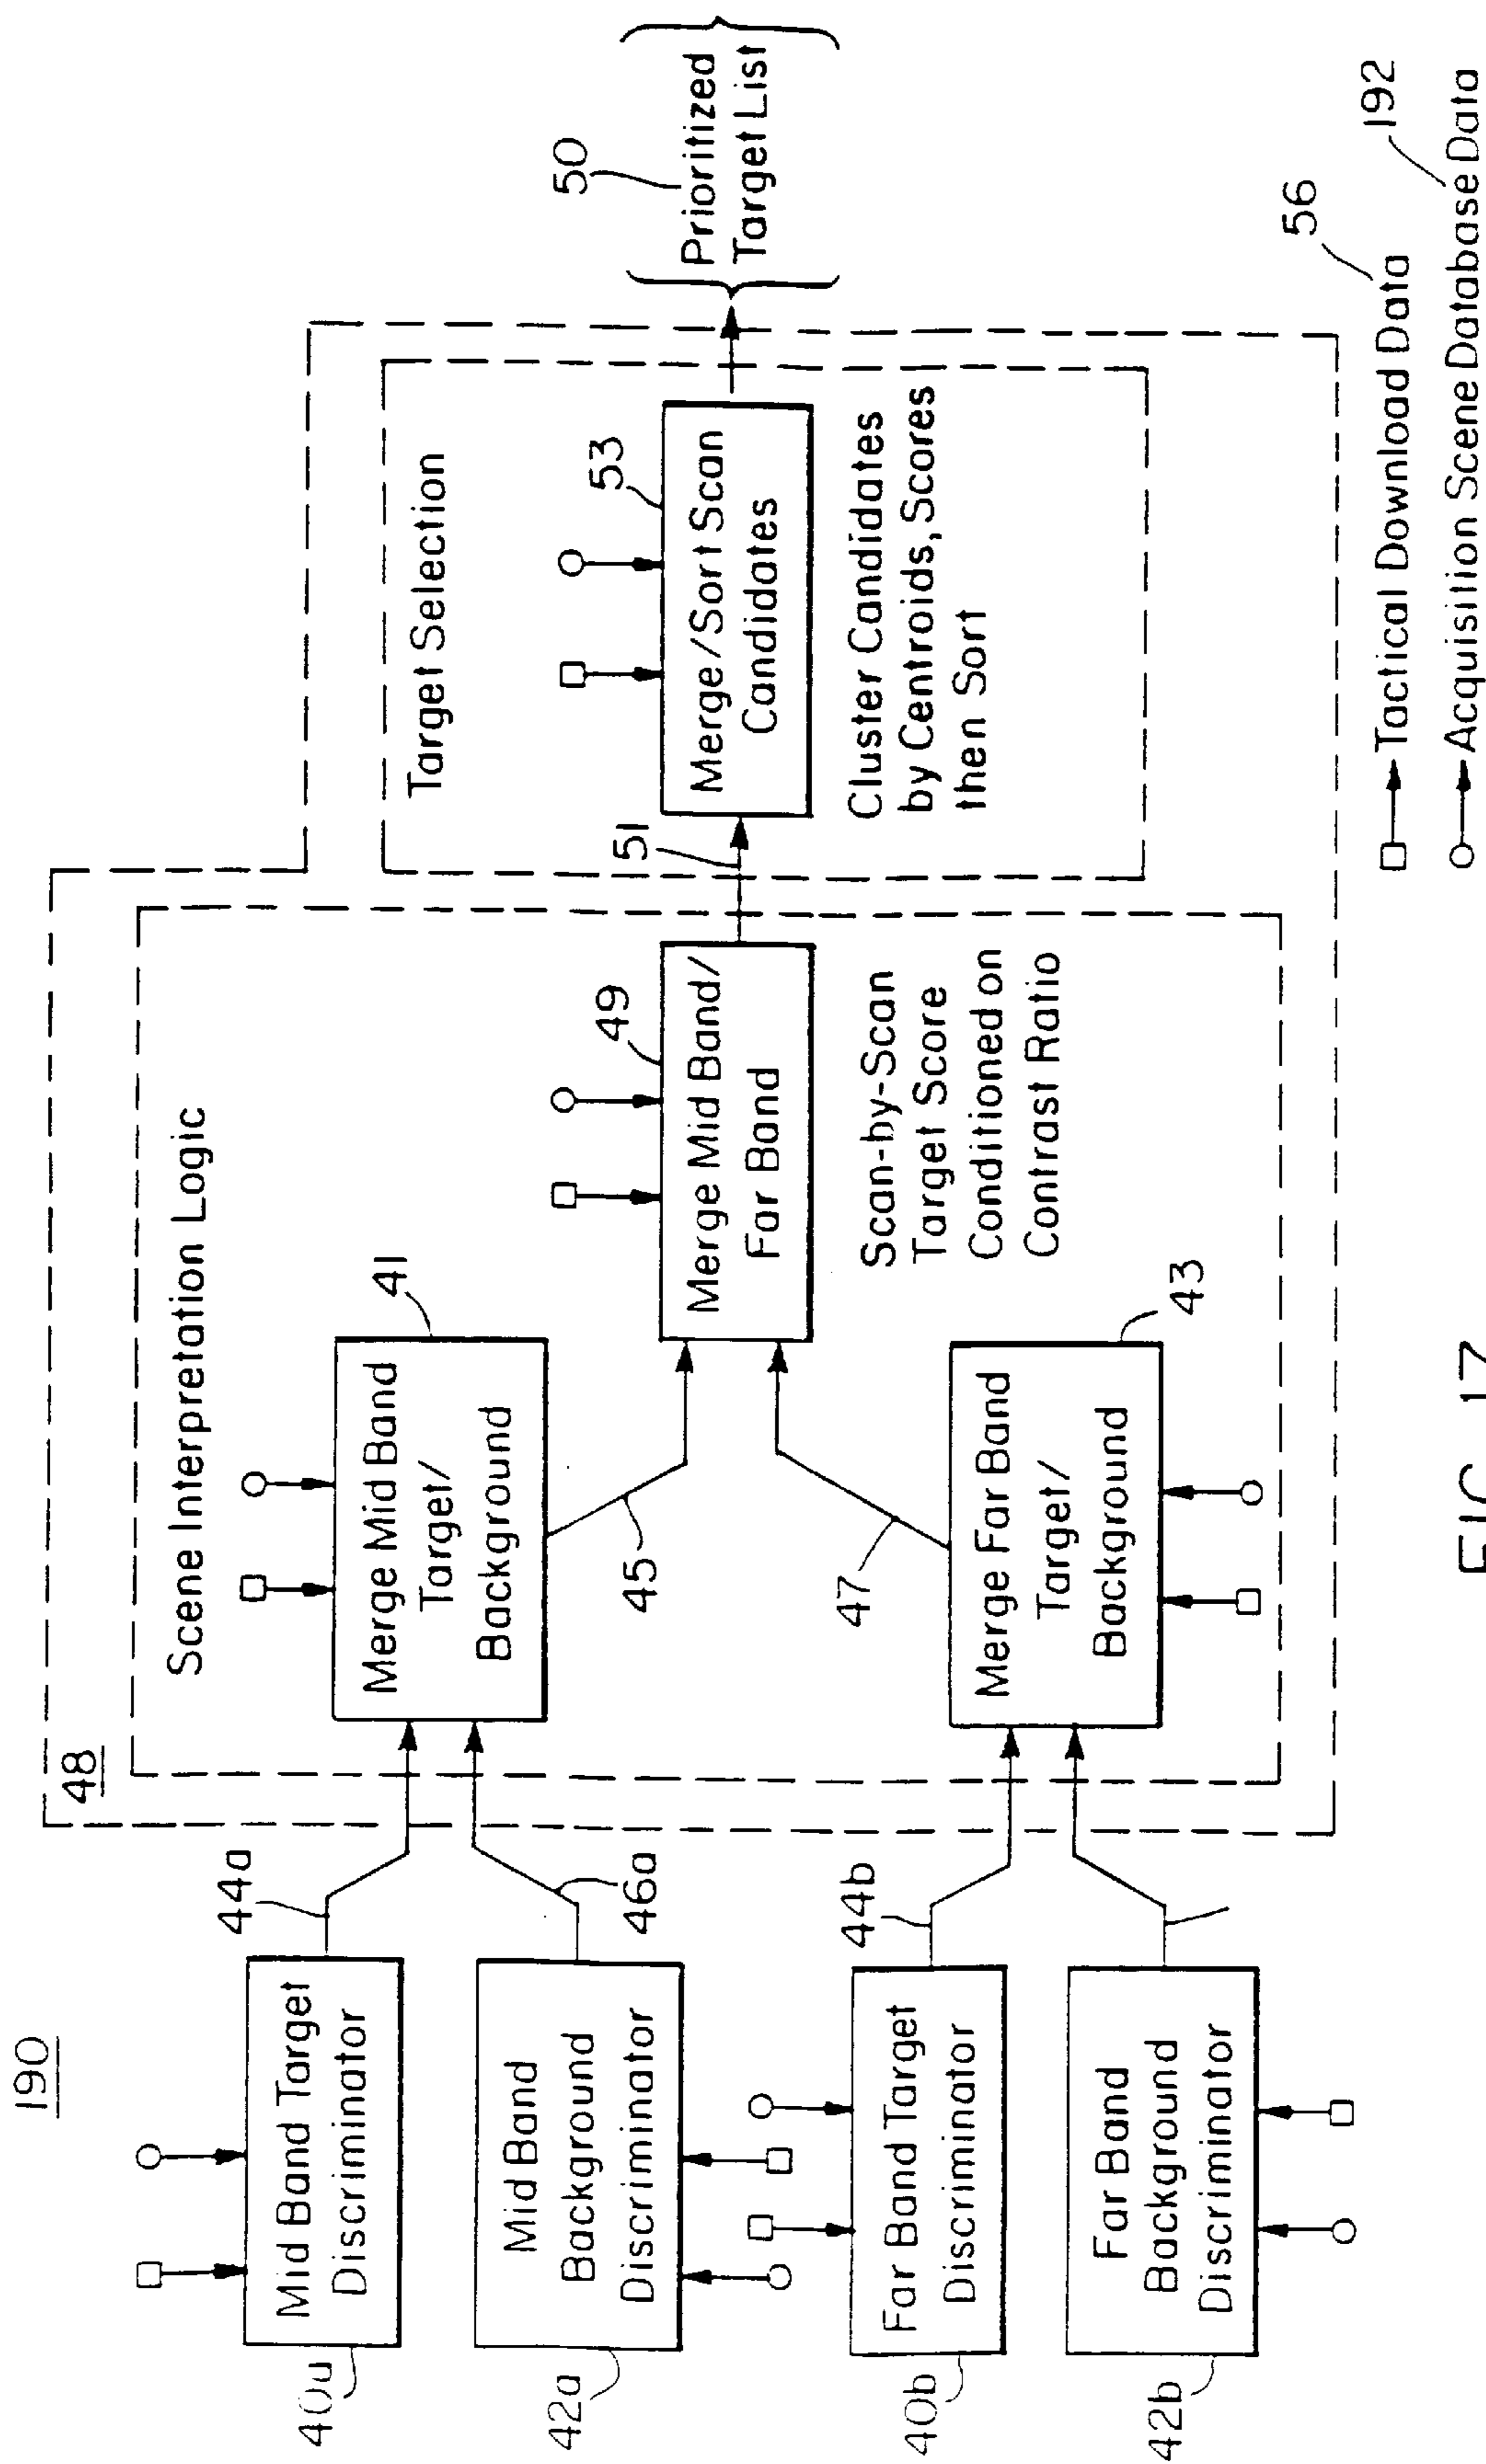 190
40a
Mid Band Target
Discriminator
44a
42a
Mid Band
Background
Discriminator
46a
40b
Far Band Target
Discriminator
44b
42b
Far Band
Background
Discriminator
48
Scene Interpretation Logic
Merge Mid Band
Target/
Background
41
45
47
Merge Far Band
Target/
Background
43
49
Merge Mid Band/
Far Band
Scan-by-Scan
Target Score
Conditioned on
Contrast Ratio
51
Target Selection
53
Merge/Sort Scan
Candidates
Cluster Candidates
by Centroids, Scores
then Sort
50
Prioritized
Target List
56
Tactical Download Data
192
Acquisition Scene Database Data
FIG. 17